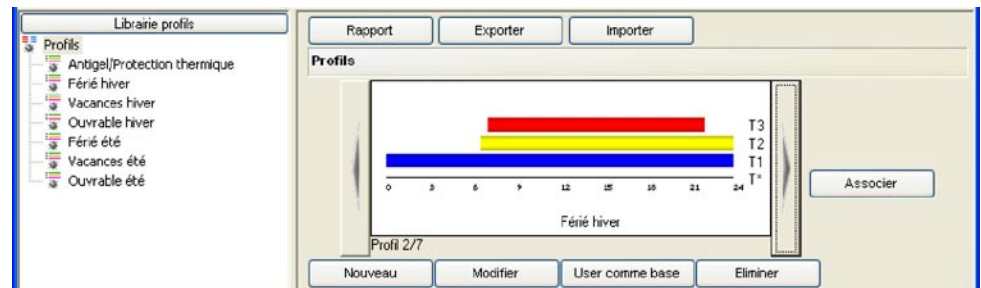 Librairie profils
Profils
Antigel/Protection thermique
Férié hiver
Vacances hiver
Ouvrable hiver
Férié été
Vacances été
Ouvrable été
Rapport Exporter Importer
Profils
T3
T2
T1
T°
0 3 6 9 12 15 18 21 24
Férié hiver
Profil 2/7
Associer
Nouveau Modifier User comme base Eliminer